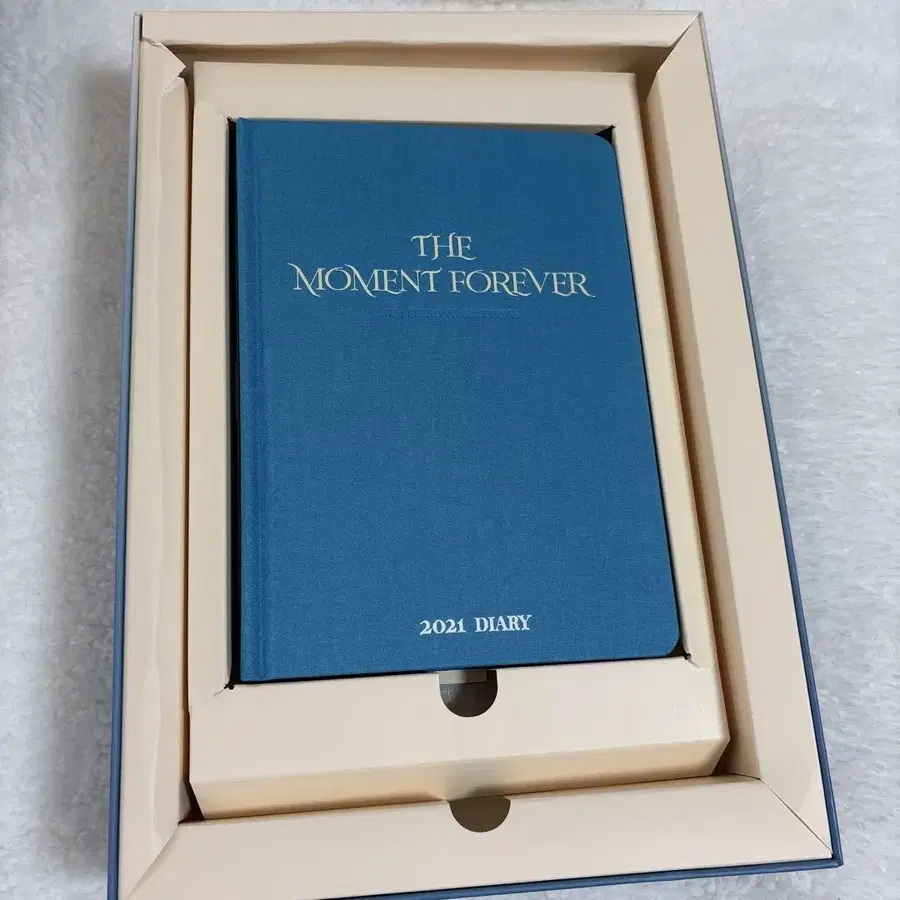 THE
MOMENT FOREVER
2021 DIARY